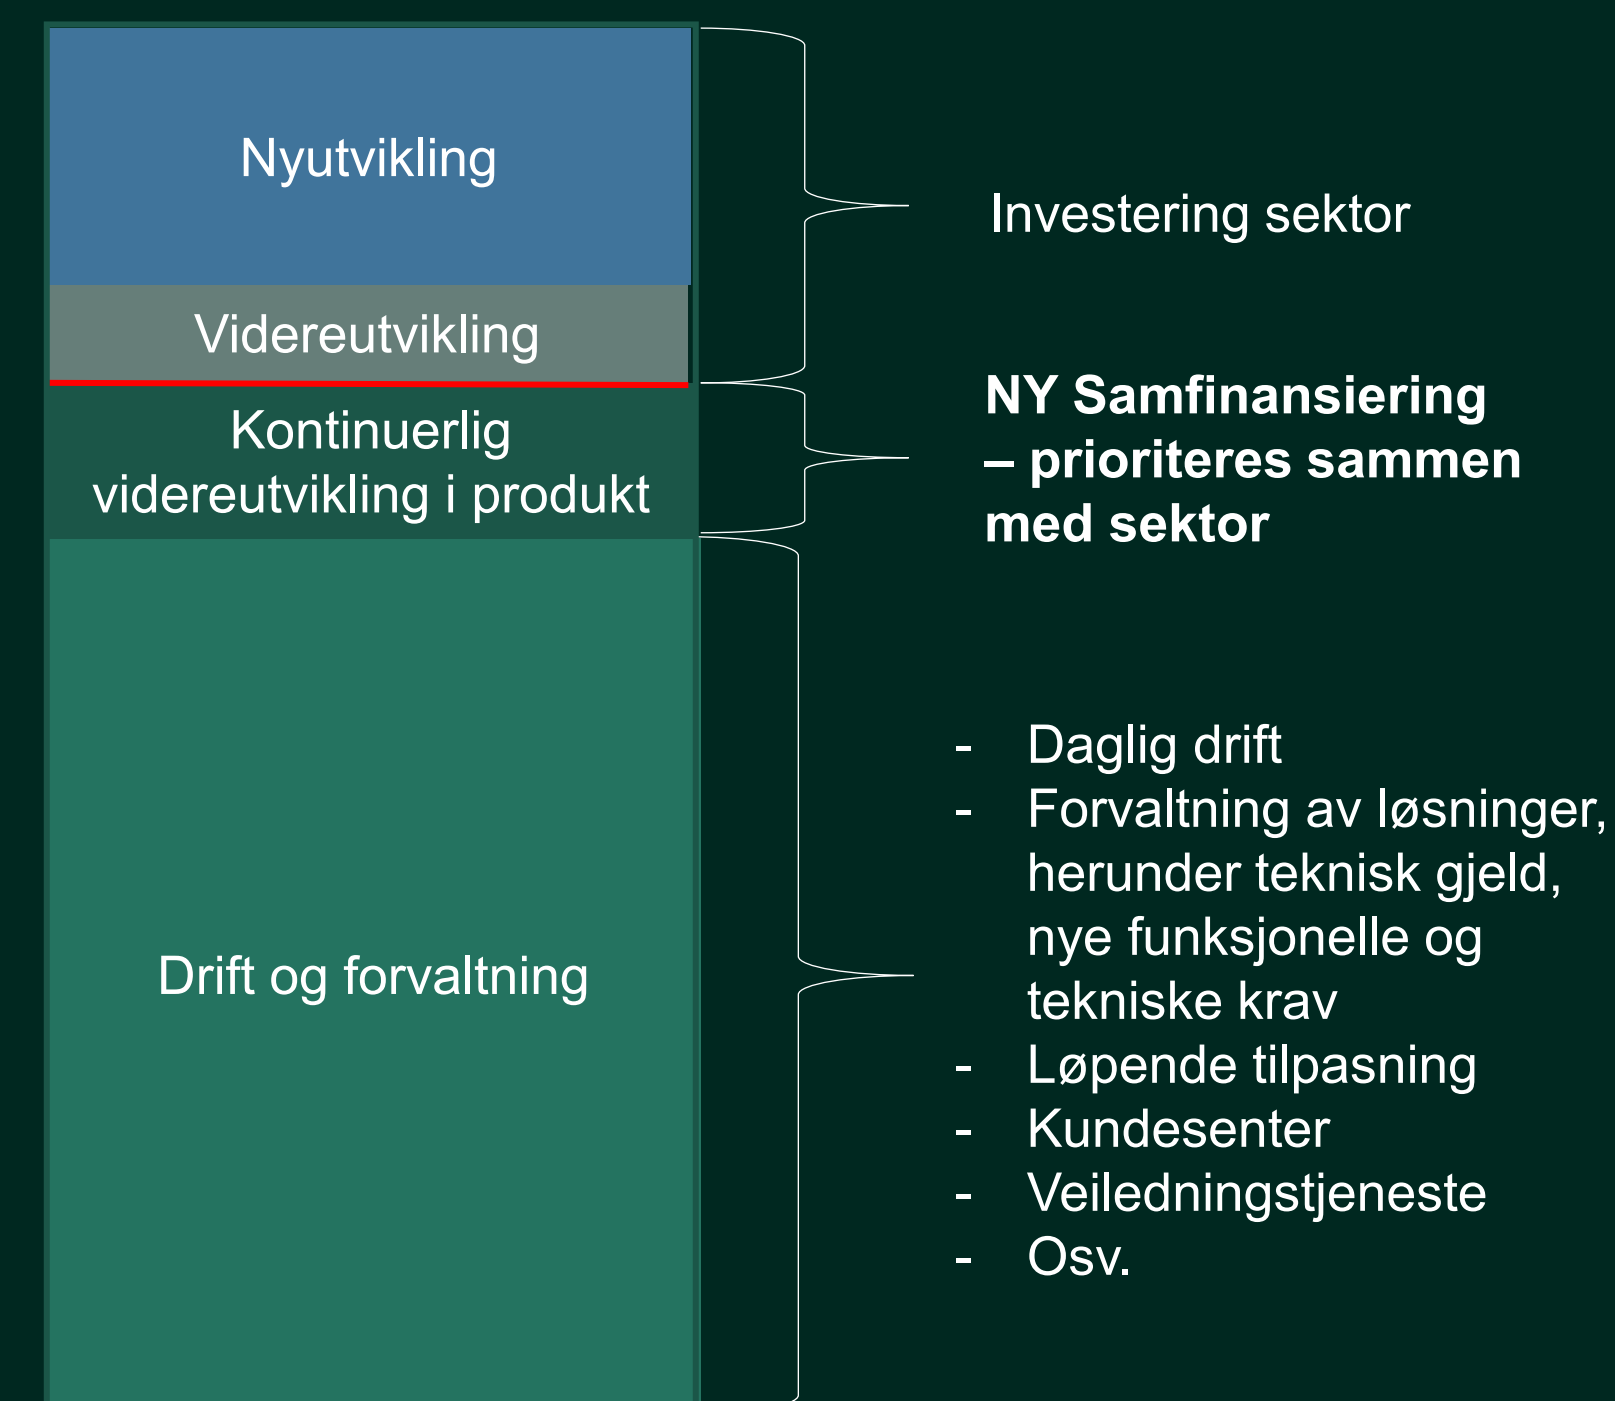 Nyutvikling
Investering sektor
Videreutvikling
Kontinuerlig
videreutvikling i produkt
NY Samfinansiering
– prioriteres sammen
med sektor
Drift og forvaltning
- Daglig drift
- Forvaltning av løsninger,
herunder teknisk gjeld,
nye funksjonelle og
tekniske krav
- Løpende tilpasning
- Kundesenter
- Veiledningstjeneste
- Osv.